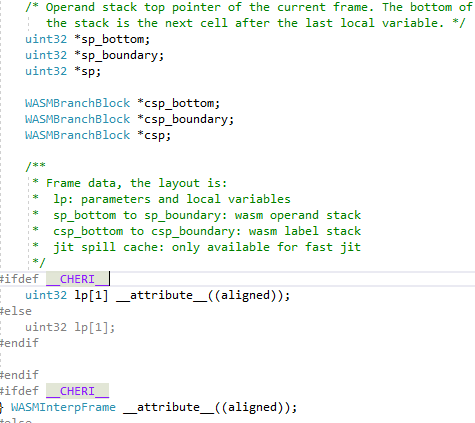 /* Operand stack top pointer of the current frame. The bottom of
the stack is the next cell after the last local variable. */
uint32 *sp_bottom;
uint32 *sp_boundary;
uint32 *sp;
WASMBranchBlock *csp_bottom;
WASMBranchBlock *csp_boundary;
WASMBranchBlock *csp;
/**
* Frame data, the layout is:
* lp: parameters and local variables
* sp_bottom to sp_boundary: wasm operand stack
* csp_bottom to csp_boundary: wasm label stack
* jit spill cache: only available for fast jit
*/
#ifdef __CHERI__
uint32 lp[1] __attribute__((aligned));
#else
uint32 lp[1];
#endif
#endif
#ifdef __CHERI__
} WASMInterpFrame __attribute__((aligned));
#else